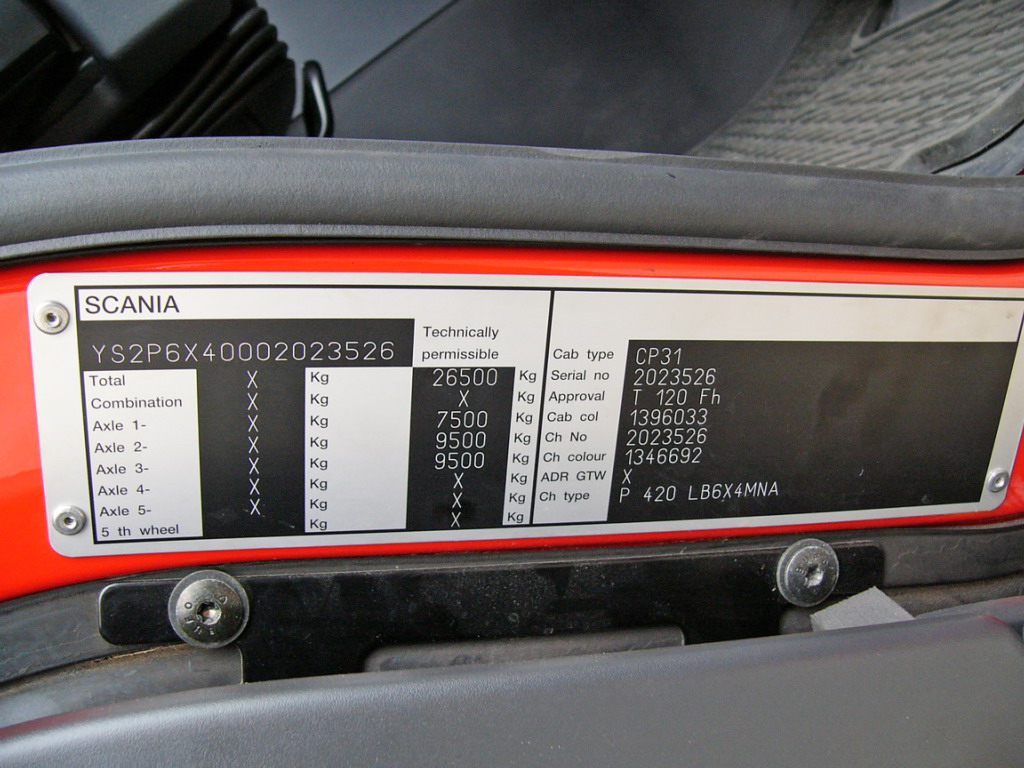 SCANIA
YS2P6X40002023526
Technically
permissible
Total X Kg 26500 Kg
Combination X Kg X Kg
Axle 1- X Kg 7500 Kg
Axle 2- X Kg 9500 Kg
Axle 3- X Kg 9500 Kg
Axle 4- X Kg X Kg
Axle 5- X Kg X Kg
5 th wheel Kg X Kg
Cab type CP31
Serial no 2023526
Approval T 120 Fh
Cab col 1396033
Ch No 2023526
Ch colour 1346692
ADR GTW X
Ch type P 420 LB6X4MNA